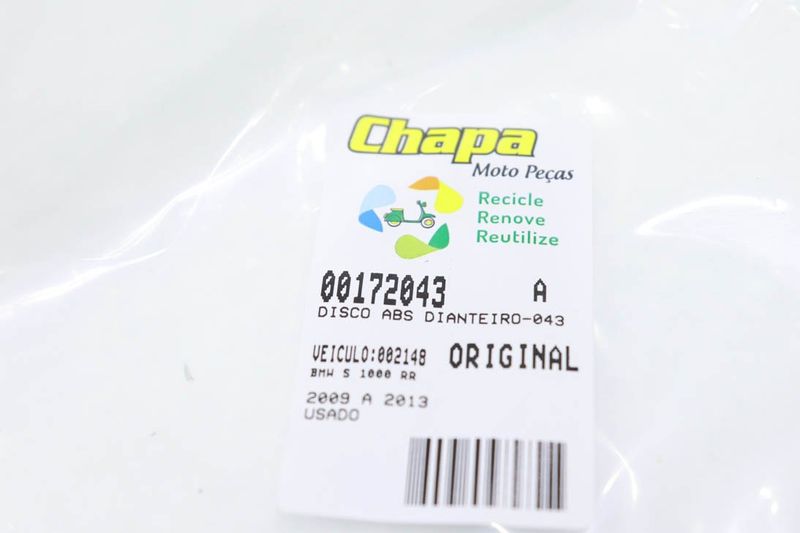 Chapa
Moto Peças
Recicle
Renove
Reutilize
00172043 A
DISCO ABS DIANTEIRO-043
VEICULO:002148 ORIGINAL
BMW S 1000 RR
2009 A 2013
USADO